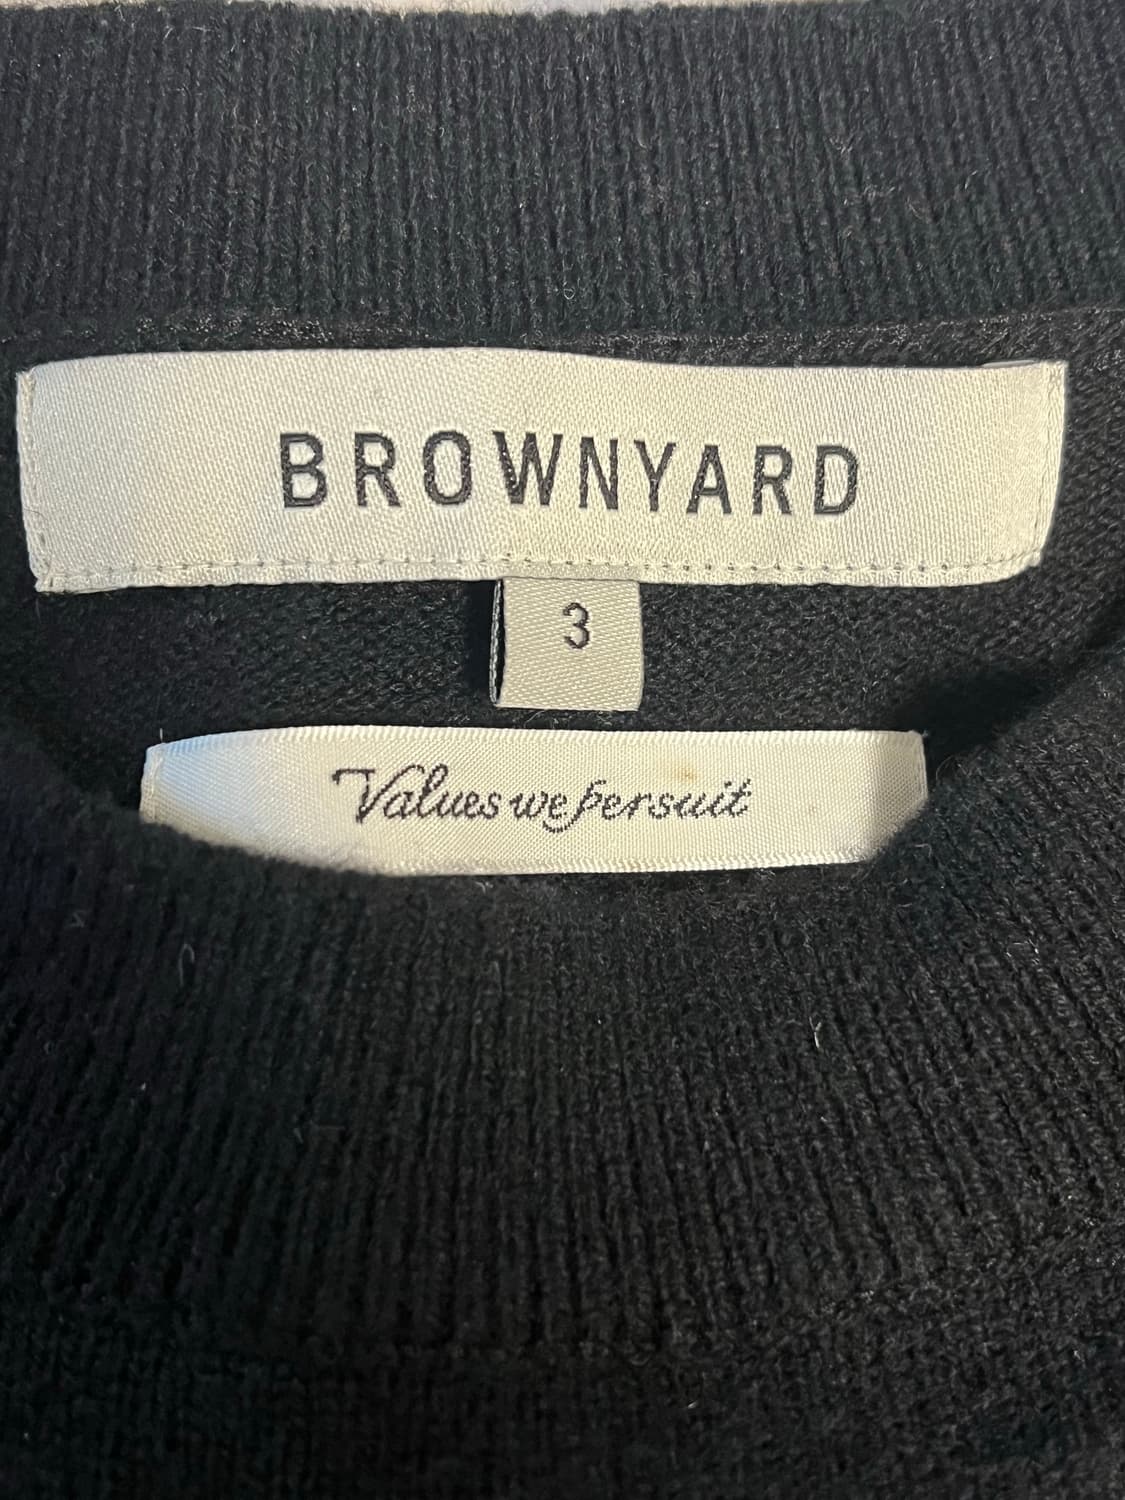 BROWNYARD
3
Values we persuit